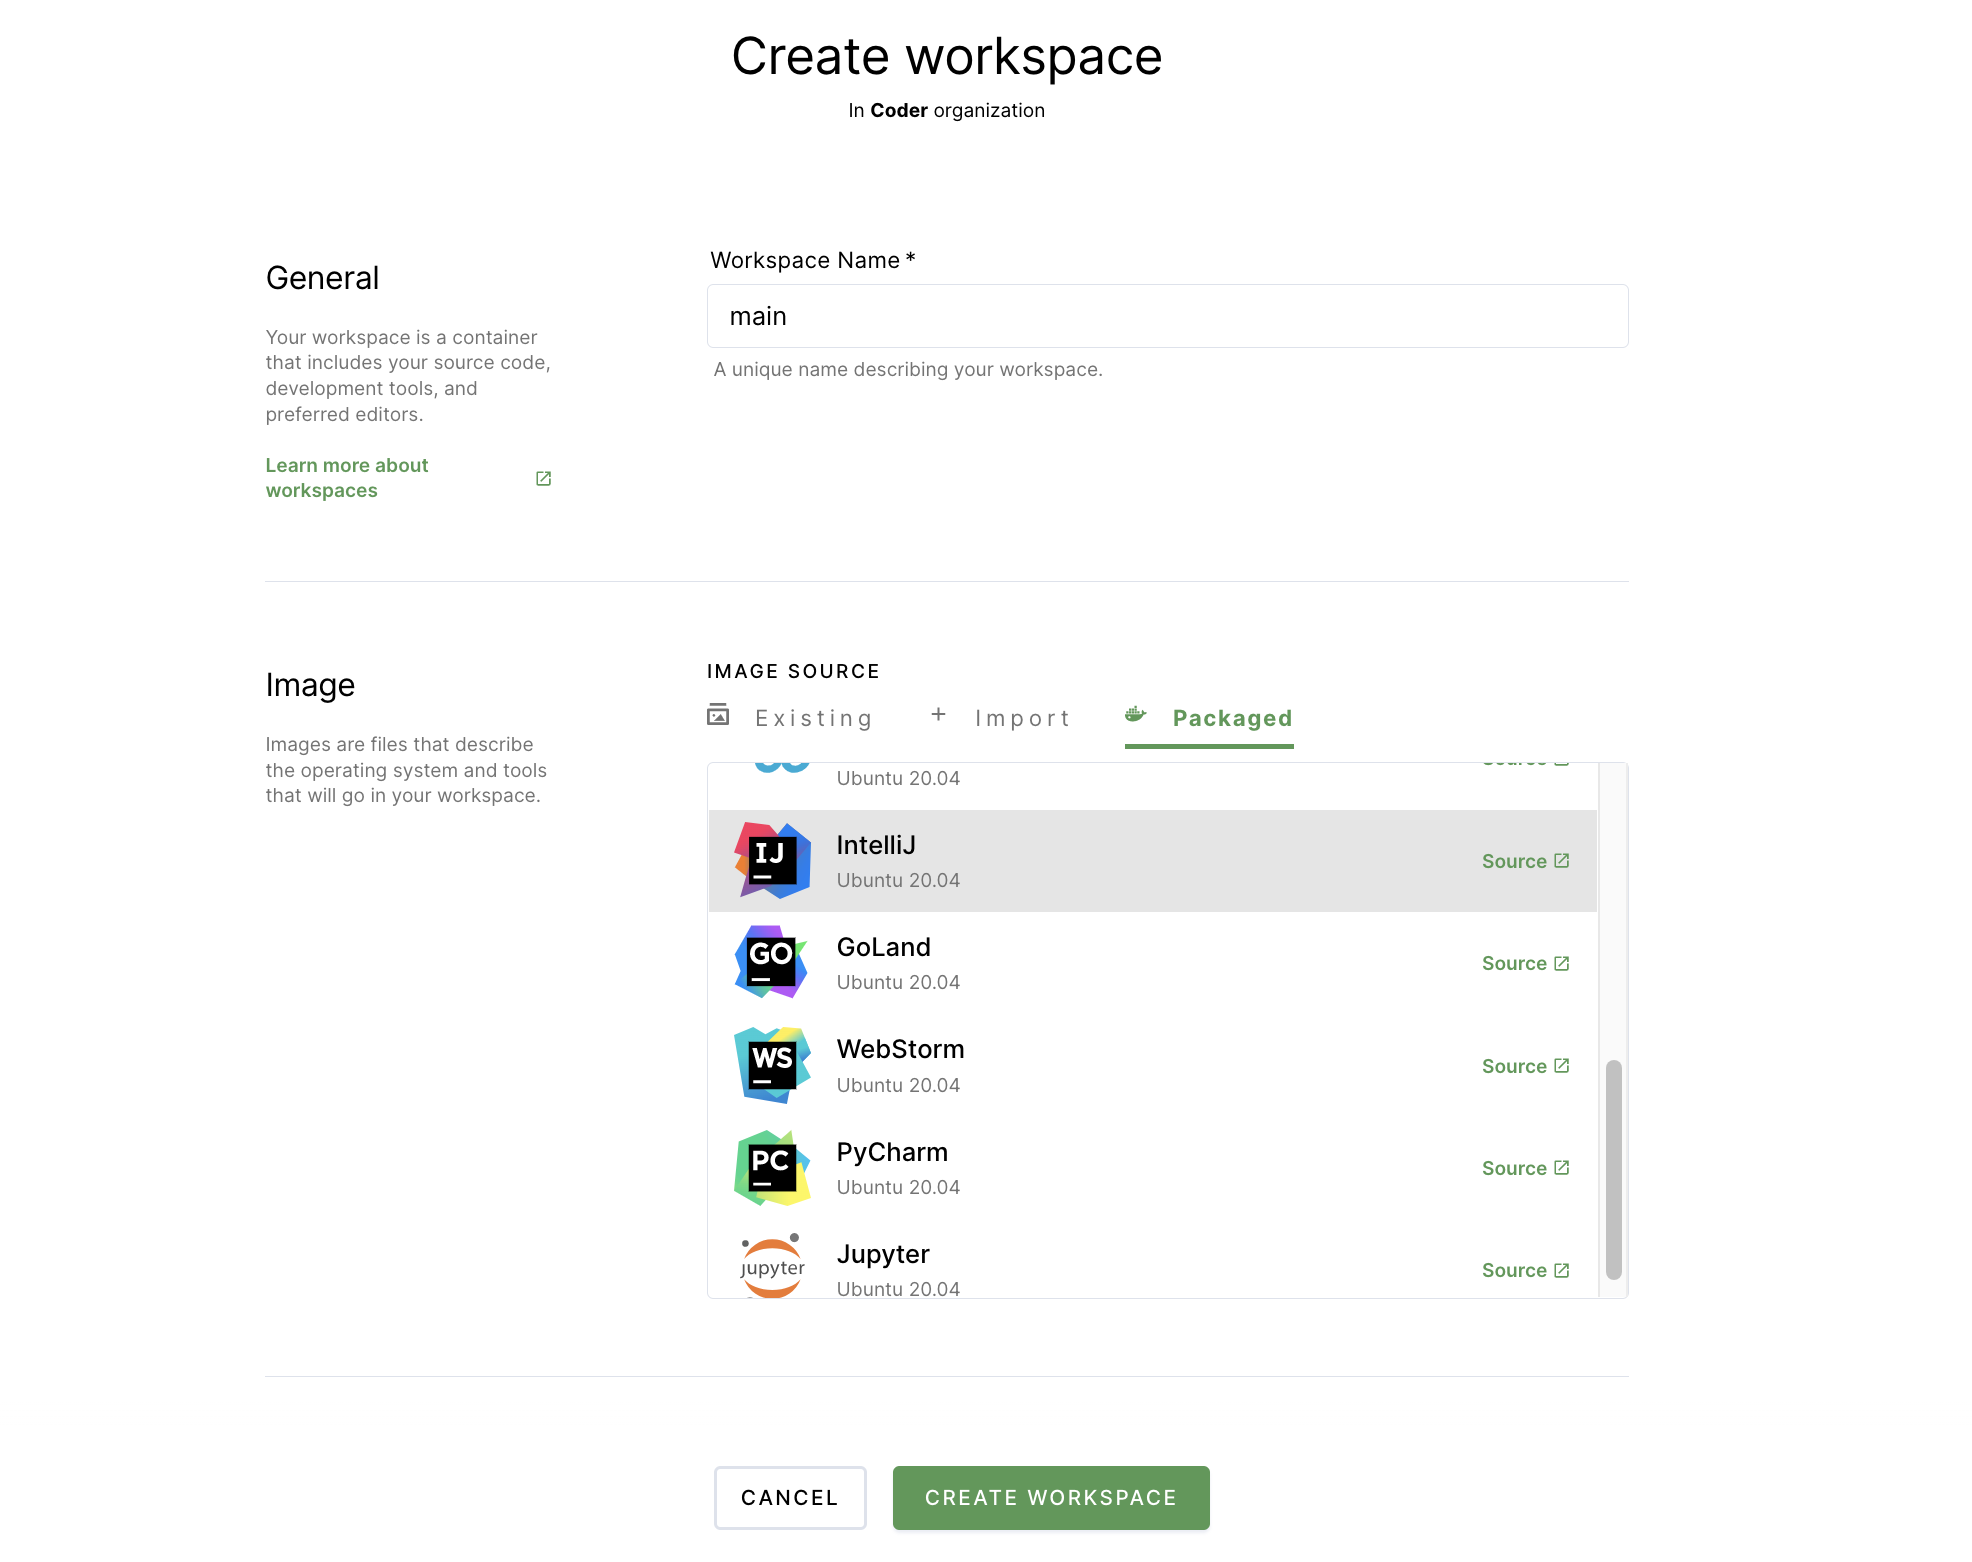 Create workspace
In Coder organization
General
Your workspace is a container
that includes your source code,
development tools, and
preferred editors.
Learn more about
workspaces
Workspace Name *
main
A unique name describing your workspace.
Image
Images are files that describe
the operating system and tools
that will go in your workspace.
IMAGE SOURCE
Existing
Import
Packaged
Source
Ubuntu 20.04
IJ
IntelliJ
Ubuntu 20.04
Source
GO
GoLand
Ubuntu 20.04
Source
WS
WebStorm
Ubuntu 20.04
Source
PC
PyCharm
Ubuntu 20.04
Source
jupyter
Jupyter
Ubuntu 20.04
Source
CANCEL
CREATE WORKSPACE